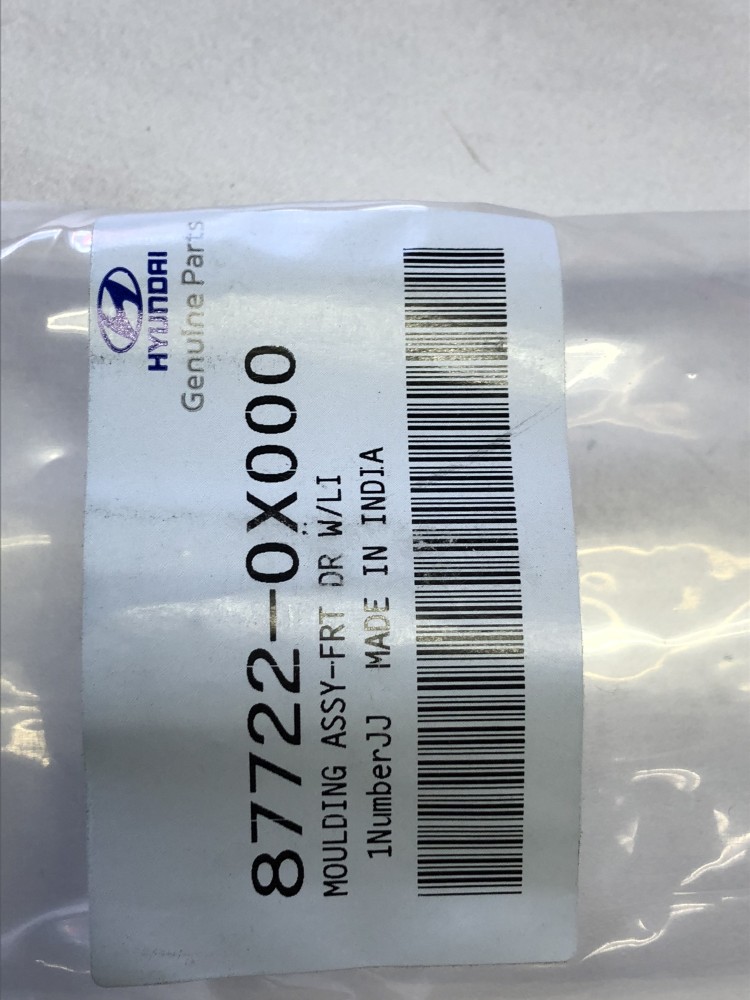 HYUNDAI
Genuine Parts
87722-0X000
MOULDING ASSY-FRT DR W/LI
1NumberJJ MADE IN INDIA